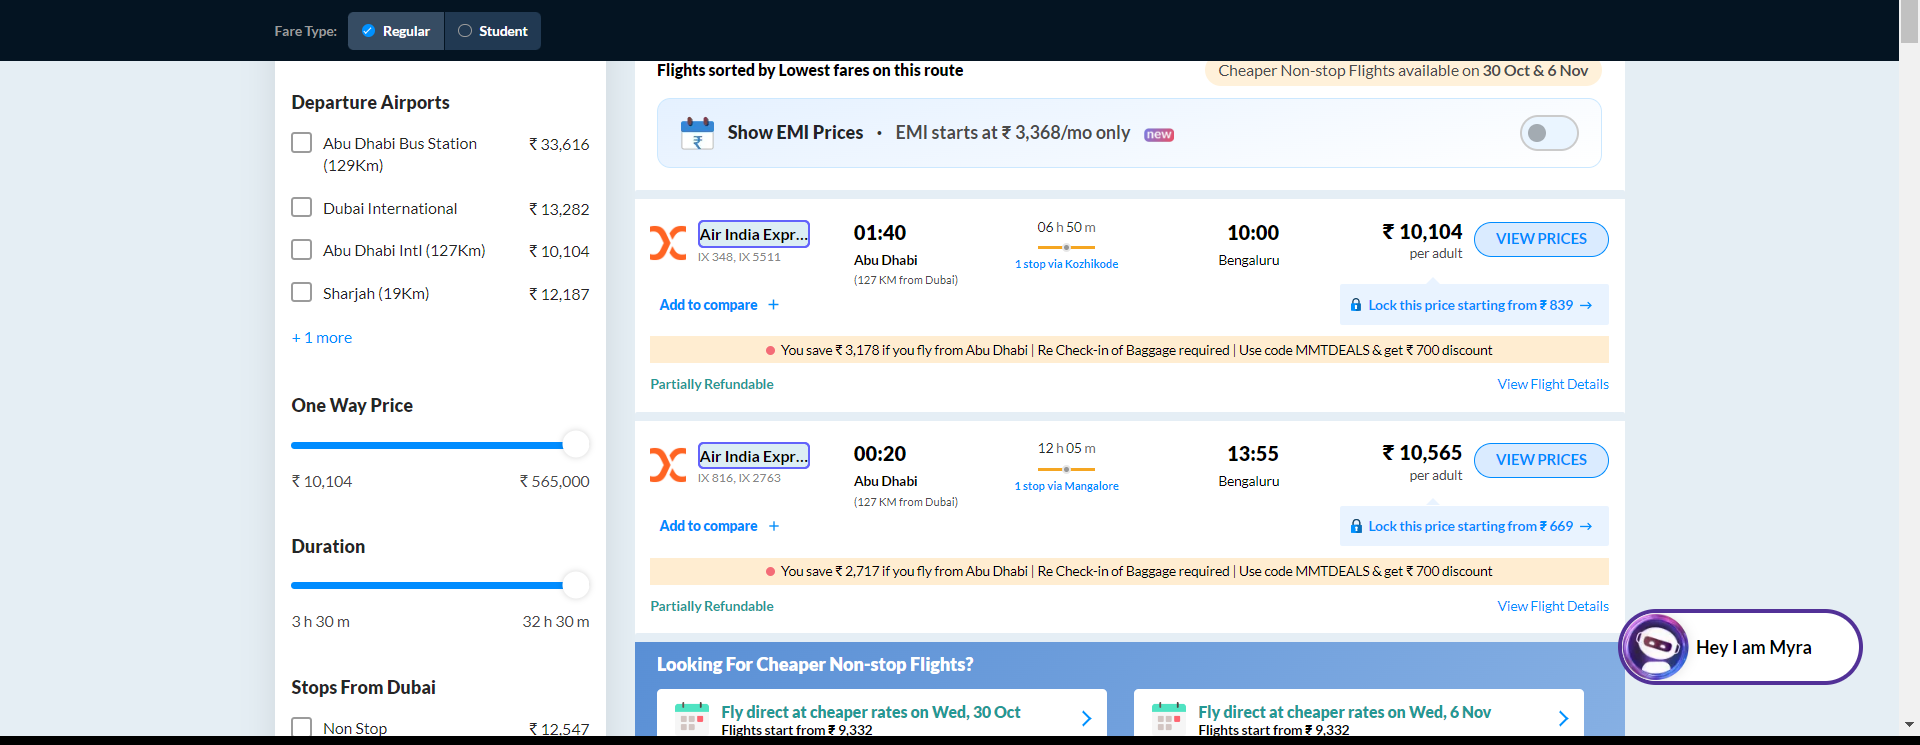 Fare Type: Regular Student
Departure Airports
Abu Dhabi Bus Station (129Km) ₹ 33,616
Dubai International ₹ 13,282
Abu Dhabi Intl (127Km) ₹ 10,104
Sharjah (19Km) ₹ 12,187
+ 1 more
One Way Price
₹ 10,104 ₹ 565,000
Duration
3 h 30 m 32 h 30 m
Stops From Dubai
Non Stop ₹ 12,547
Flights sorted by Lowest fares on this route
Cheaper Non-stop Flights available on 30 Oct & 6 Nov
Show EMI Prices · EMI starts at ₹ 3,368/mo only new
Air India Expr...
IX 348, IX 5511
01:40
Abu Dhabi
(127 KM from Dubai)
06 h 50 m
1 stop via Kozhikode
10:00
Bengaluru
₹ 10,104
per adult
VIEW PRICES
Add to compare +
Lock this price starting from ₹ 839 →
You save ₹ 3,178 if you fly from Abu Dhabi | Re Check-in of Baggage required | Use code MMTDEALS & get ₹ 700 discount
Partially Refundable
View Flight Details
Air India Expr...
IX 816, IX 2763
00:20
Abu Dhabi
(127 KM from Dubai)
12 h 05 m
1 stop via Mangalore
13:55
Bengaluru
₹ 10,565
per adult
VIEW PRICES
Add to compare +
Lock this price starting from ₹ 669 →
You save ₹ 2,717 if you fly from Abu Dhabi | Re Check-in of Baggage required | Use code MMTDEALS & get ₹ 700 discount
Partially Refundable
View Flight Details
Looking For Cheaper Non-stop Flights?
Fly direct at cheaper rates on Wed, 30 Oct
Flights start from ₹ 9,332
Fly direct at cheaper rates on Wed, 6 Nov
Flights start from ₹ 9,332
Hey I am Myra